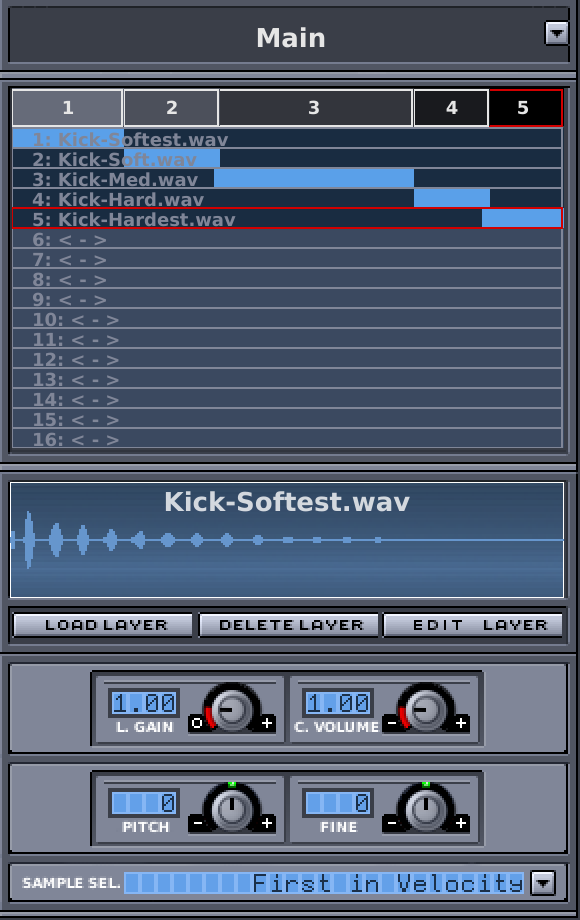 Main
1 2 3 4 5
1: Kick-Softest.wav
2: Kick-Soft.wav
3: Kick-Med.wav
4: Kick-Hard.wav
5: Kick-Hardest.wav
6: < - >
7: < - >
8: < - >
9: < - >
10: < - >
11: < - >
12: < - >
13: < - >
14: < - >
15: < - >
16: < - >
Kick-Softest.wav
LOAD LAYER DELETE LAYER EDIT LAYER
1.00 1.00
L. GAIN O + C. VOLUME - +
0 0
PITCH - + FINE - +
SAMPLE SEL. First in Velocity